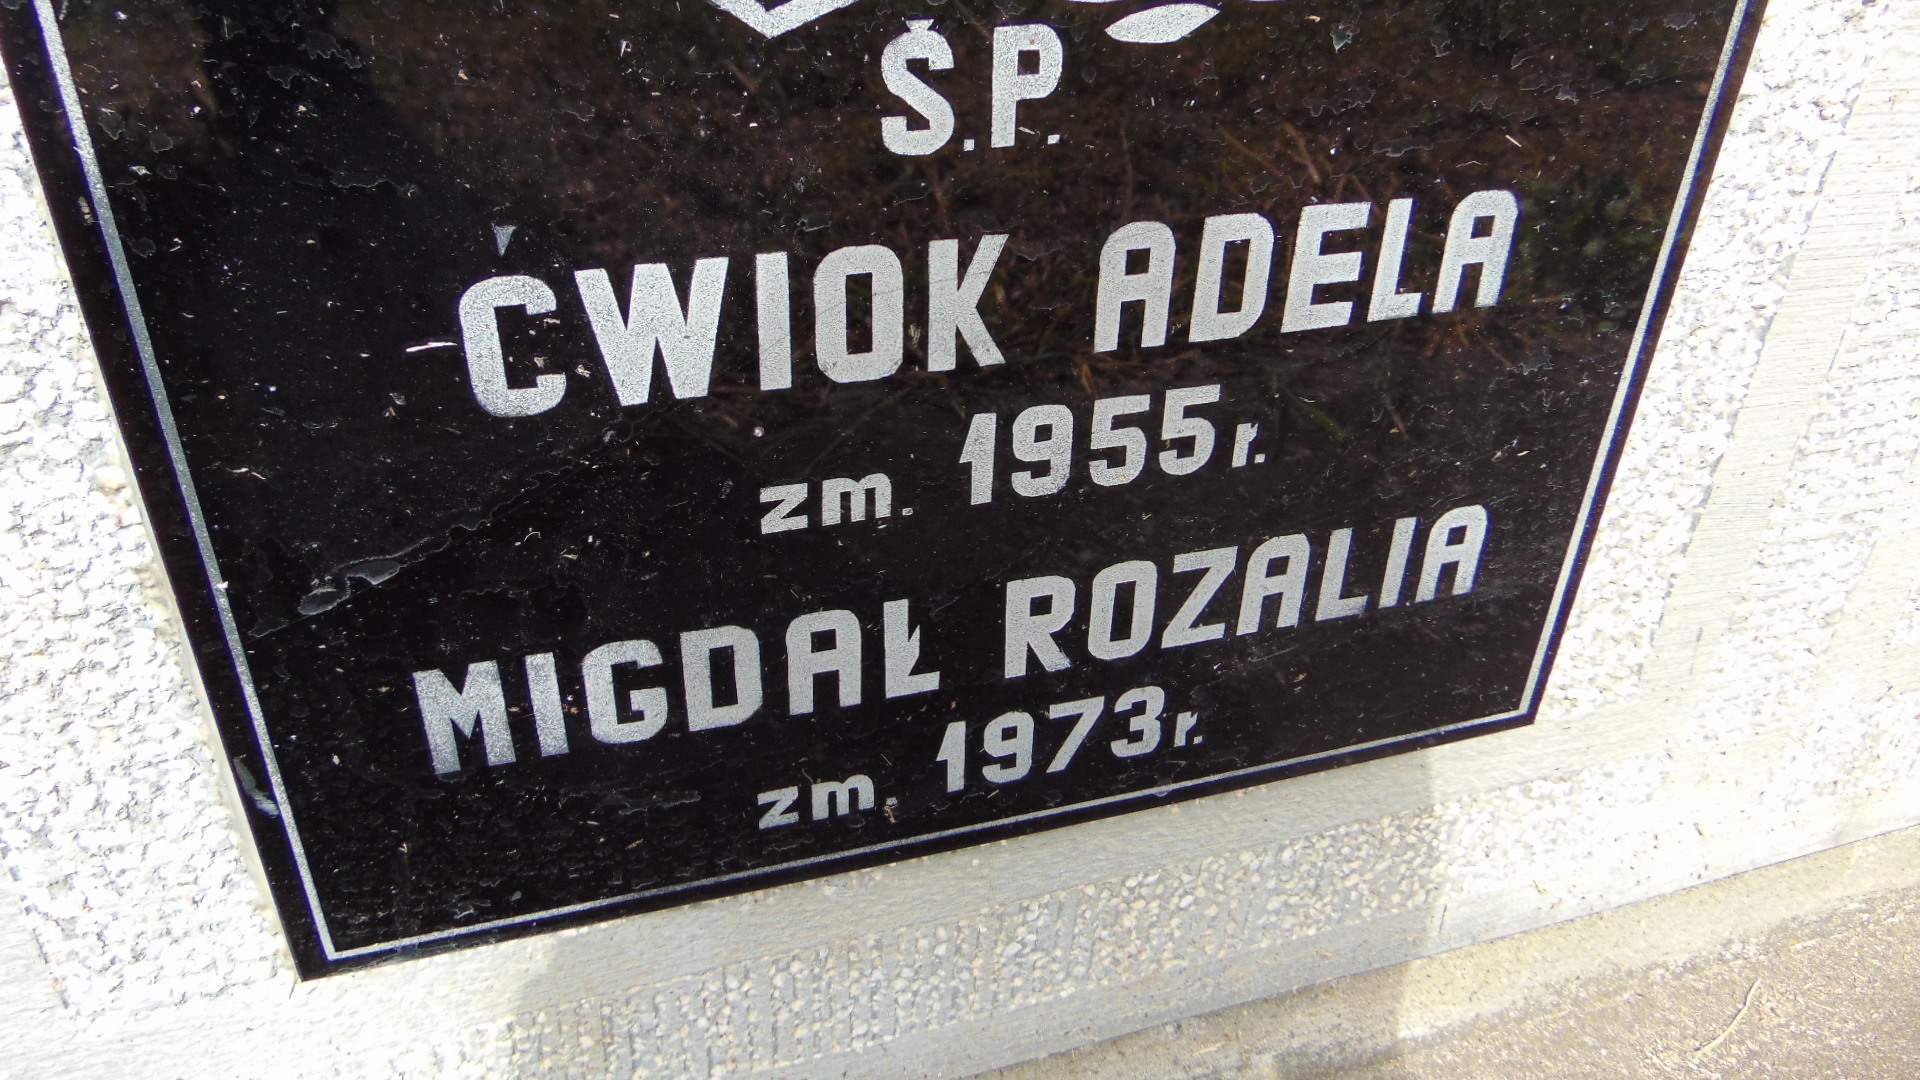 Ś.P.
ĆWIOK ADELA
zm. 1955 r.
MIGDAŁ ROZALIA
zm. 1973 r.